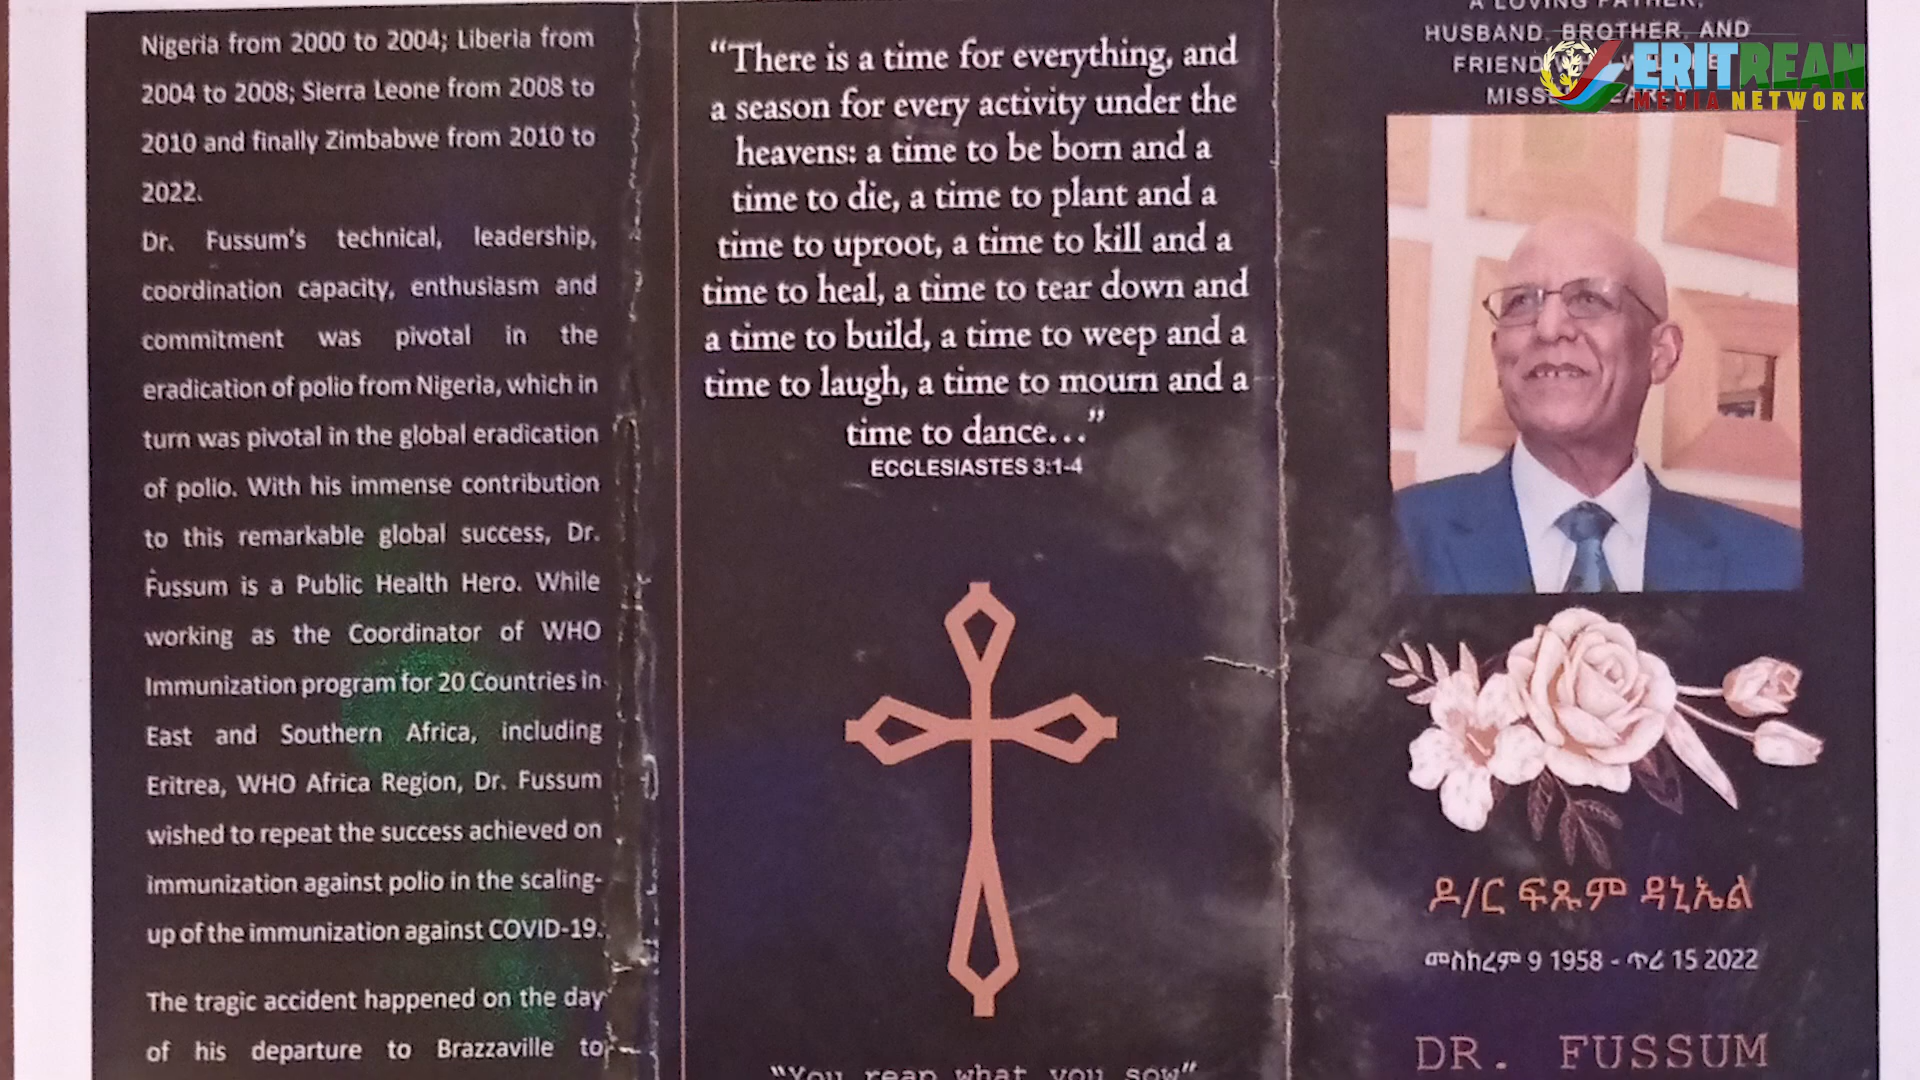 Nigeria from 2000 to 2004; Liberia from
2004 to 2008; Sierra Leone from 2008 to
2010 and finally Zimbabwe from 2010 to
2022.
Dr. Fussum's technical, leadership,
coordination capacity, enthusiasm and
commitment was pivotal in the
eradication of polio from Nigeria, which in
turn was pivotal in the global eradication
of polio. With his immense contribution
to this remarkable global success, Dr.
Fussum is a Public Health Hero. While
working as the Coordinator of WHO
Immunization program for 20 Countries in
East and Southern Africa, including
Eritrea, WHO Africa Region, Dr. Fussum
wished to repeat the success achieved on
immunization against polio in the scaling-
up of the immunization against COVID-19.
The tragic accident happened on the day
of his departure to Brazzaville to
“There is a time for everything, and
a season for every activity under the
heavens: a time to be born and a
time to die, a time to plant and a
time to uproot, a time to kill and a
time to heal, a time to tear down and
a time to build, a time to weep and a
time to laugh, a time to mourn and a
time to dance...”
ECCLESIASTES 3:1-4
"You reap what you sow"
A LOVING FATHER,
HUSBAND, BROTHER, AND
FRIEND
ERITREAN
MEDIA NETWORK
ዶ/ር ፍጹም ዳኒኤል
መስከረም 9 1958 - ጥሪ 15 2022
DR. FUSSUM